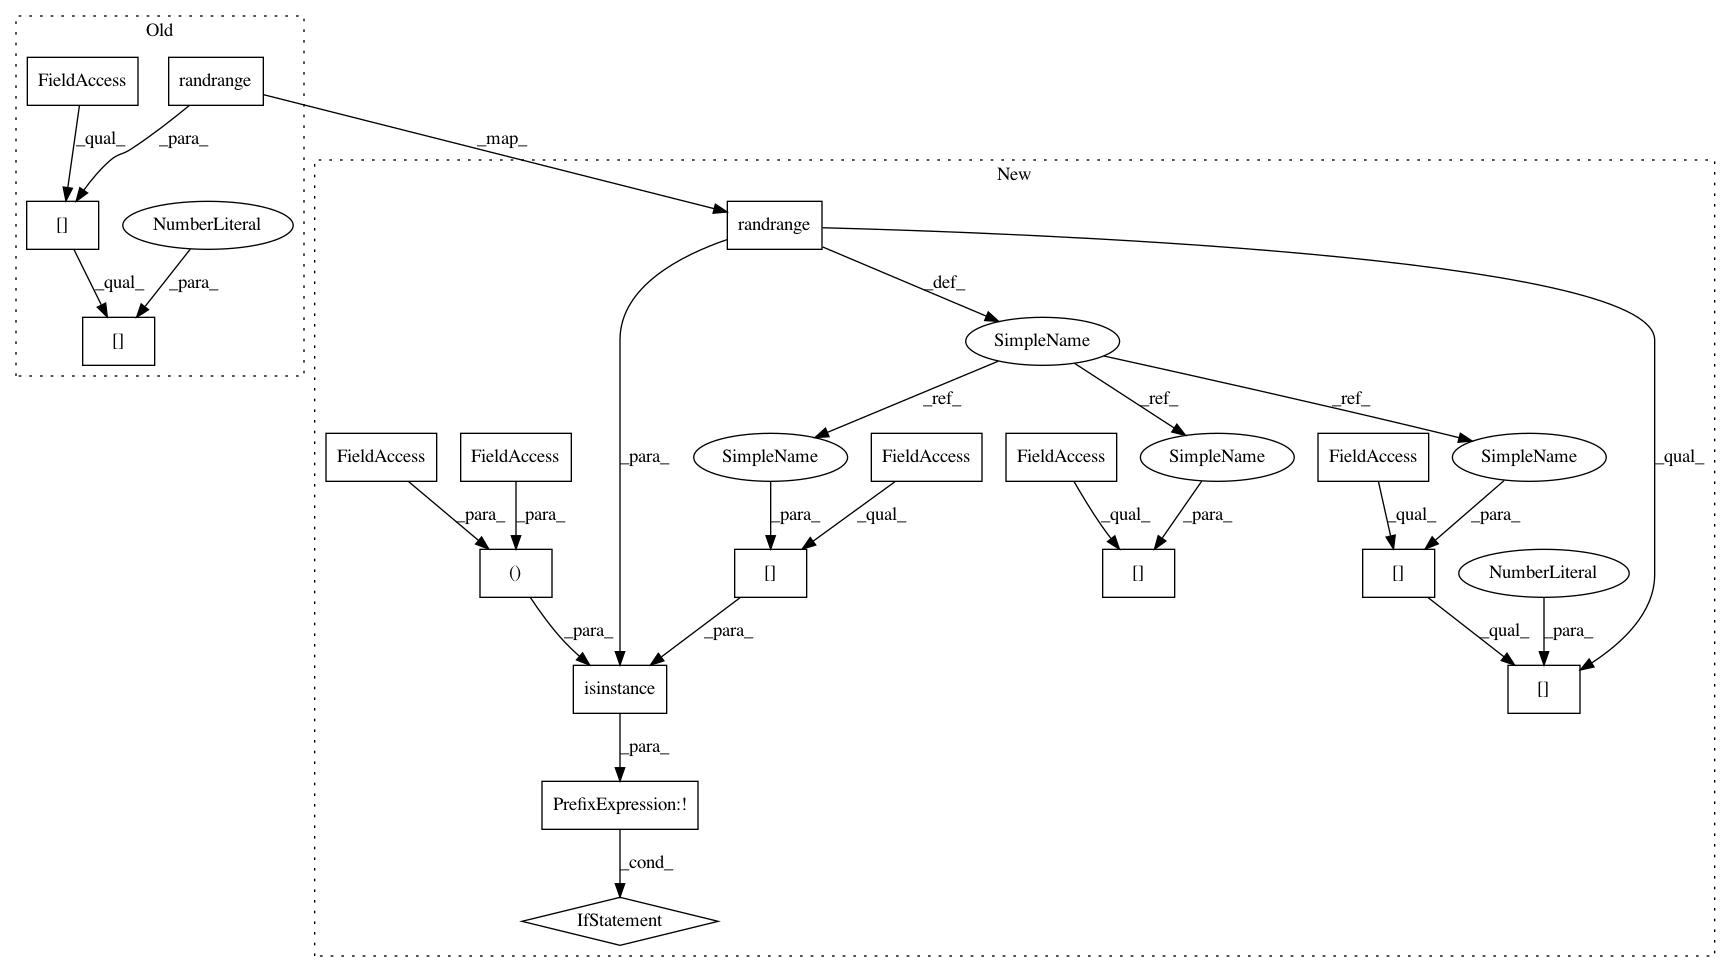 Old
FieldAccess randrange
_qual_ _para_ _map_
New
[] NumberLiteral randrange
_qual_ _para_ _def_
[] SimpleName
_ref_ _ref_ _ref_
FieldAccess FieldAccess _para_ SimpleName FieldAccess FieldAccess SimpleName FieldAccess SimpleName _qual_
_para_ _para_ _para_ _qual_ _qual_ _para_ _qual_ _para_
() [] [] [] NumberLiteral
_para_ _para_ _qual_ _para_
isinstance []
_para_
PrefixExpression:!
_cond_
IfStatement